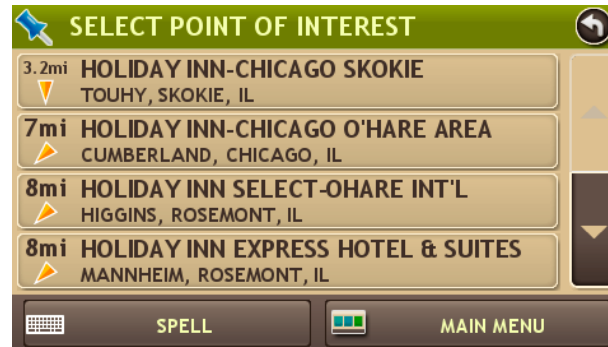 SELECT POINT OF INTEREST
3.2mi HOLIDAY INN-CHICAGO SKOKIE
TOUHY, SKOKIE, IL
7mi HOLIDAY INN-CHICAGO O'HARE AREA
CUMBERLAND, CHICAGO, IL
8mi HOLIDAY INN SELECT-OHARE INT'L
HIGGINS, ROSEMONT, IL
8mi HOLIDAY INN EXPRESS HOTEL & SUITES
MANNHEIM, ROSEMONT, IL
SPELL MAIN MENU